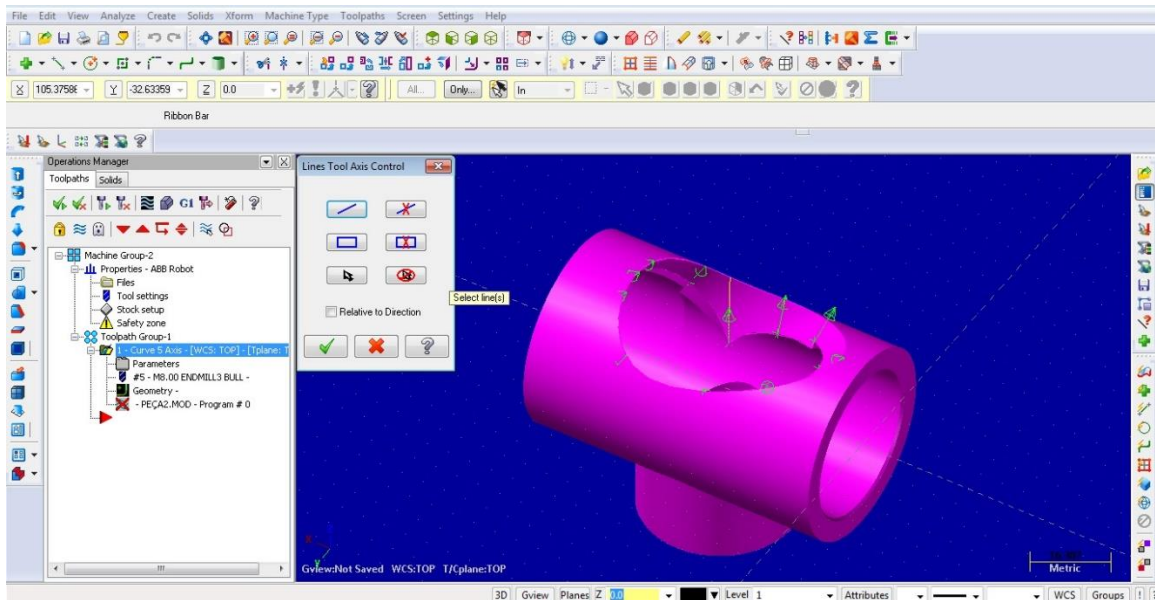 File Edit View Analyze Create Solids Xform Machine Type Toolpaths Screen Settings Help
X 105.37586 Y -32.63359 Z 0.0 All... Only... In
Ribbon Bar
Operations Manager
Toolpaths Solids
G1
Machine Group-2
Properties - ABB Robot
Files
Tool settings
Stock setup
Safety zone
Toolpath Group-1
1 - Curve 5 Axis - [WCS: TOP] - [Tplane: T
Parameters
#5 - M8.00 ENDMILL3 BULL -
Geometry -
- PEÇA2.MOD - Program # 0
Lines Tool Axis Control
Select line(s)
Relative to Direction
Gview:Not Saved WCS:TOP T/Cplane:TOP
Metric
3D Gview Planes Z 0.0 Level 1 Attributes WCS Groups